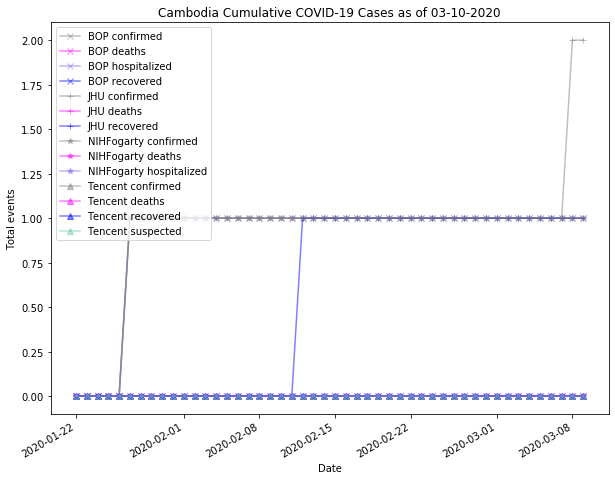 Cambodia Cumulative COVID-19 Cases as of 03-10-2020
BOP confirmed
BOP deaths
BOP hospitalized
BOP recovered
JHU confirmed
JHU deaths
JHU recovered
NIHFogarty confirmed
NIHFogarty deaths
NIHFogarty hospitalized
Tencent confirmed
Tencent deaths
Tencent recovered
Tencent suspected
Total events
2.00
1.75
1.50
1.25
1.00
0.75
0.50
0.25
0.00
2020-01-22
2020-02-01
2020-02-08
2020-02-15
2020-02-22
2020-03-01
2020-03-08
Date